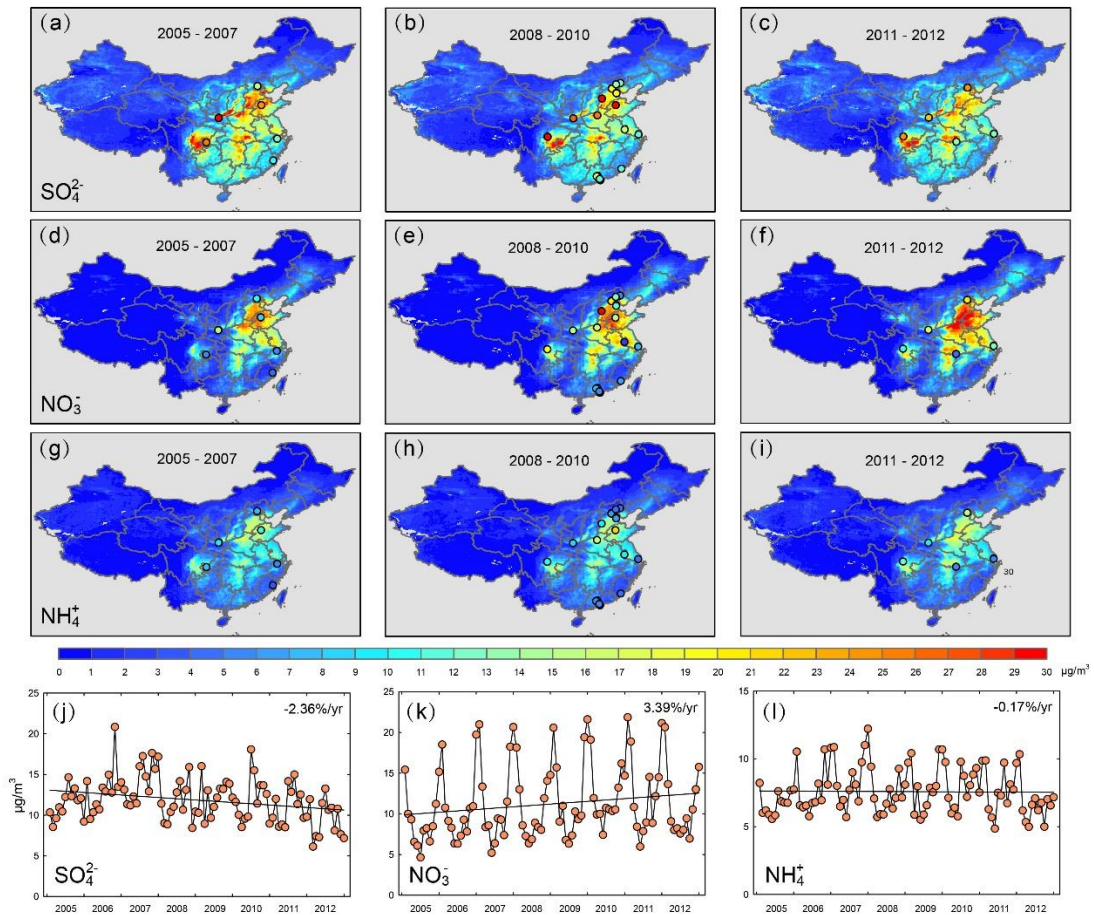 (a) 2005 - 2007
SO₄²⁻
(b) 2008 - 2010
(c) 2011 - 2012
(d) 2005 - 2007
NO₃⁻
(e) 2008 - 2010
(f) 2011 - 2012
(g) 2005 - 2007
NH₄⁺
(h) 2008 - 2010
(i) 2011 - 2012
30
0 1 2 3 4 5 6 7 8 9 10 11 12 13 14 15 16 17 18 19 20 21 22 23 24 25 26 27 28 29 30 μg/m³
(j) -2.36%/yr
25
20
15
10
5
0
μg/m³
SO₄²⁻
2005 2006 2007 2008 2009 2010 2011 2012
(k) 3.39%/yr
25
20
15
10
5
0
NO₃⁻
2005 2006 2007 2008 2009 2010 2011 2012
(l) -0.17%/yr
15
10
5
0
NH₄⁺
2005 2006 2007 2008 2009 2010 2011 2012